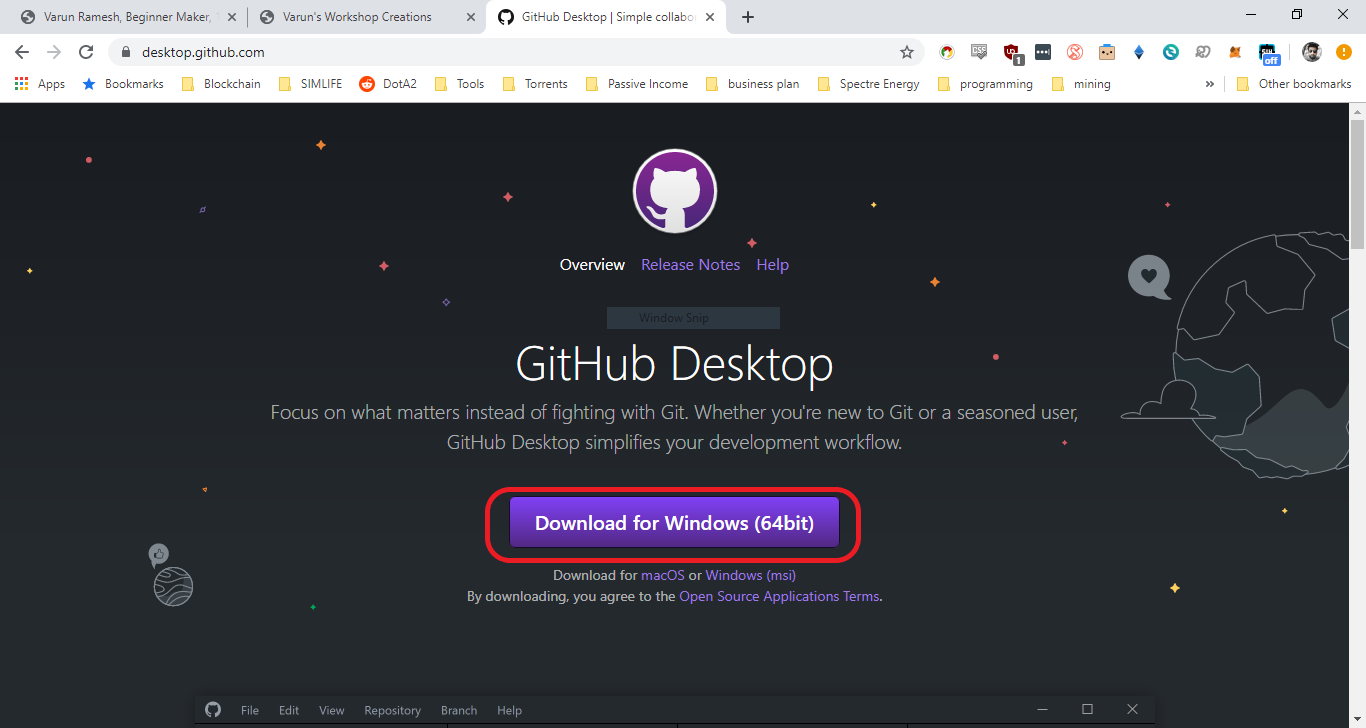 Varun Ramesh, Beginner Maker,
Varun's Workshop Creations
GitHub Desktop | Simple collabo
desktop.github.com
1
off
Apps
Bookmarks
Blockchain
SIMLIFE
DotA2
Tools
Torrents
Passive Income
business plan
Spectre Energy
programming
mining
»
Other bookmarks
Overview Release Notes Help
Window Snip
GitHub Desktop
Focus on what matters instead of fighting with Git. Whether you're new to Git or a seasoned user,
GitHub Desktop simplifies your development workflow.
Download for Windows (64bit)
Download for macOS or Windows (msi)
By downloading, you agree to the Open Source Applications Terms.
File Edit View Repository Branch Help